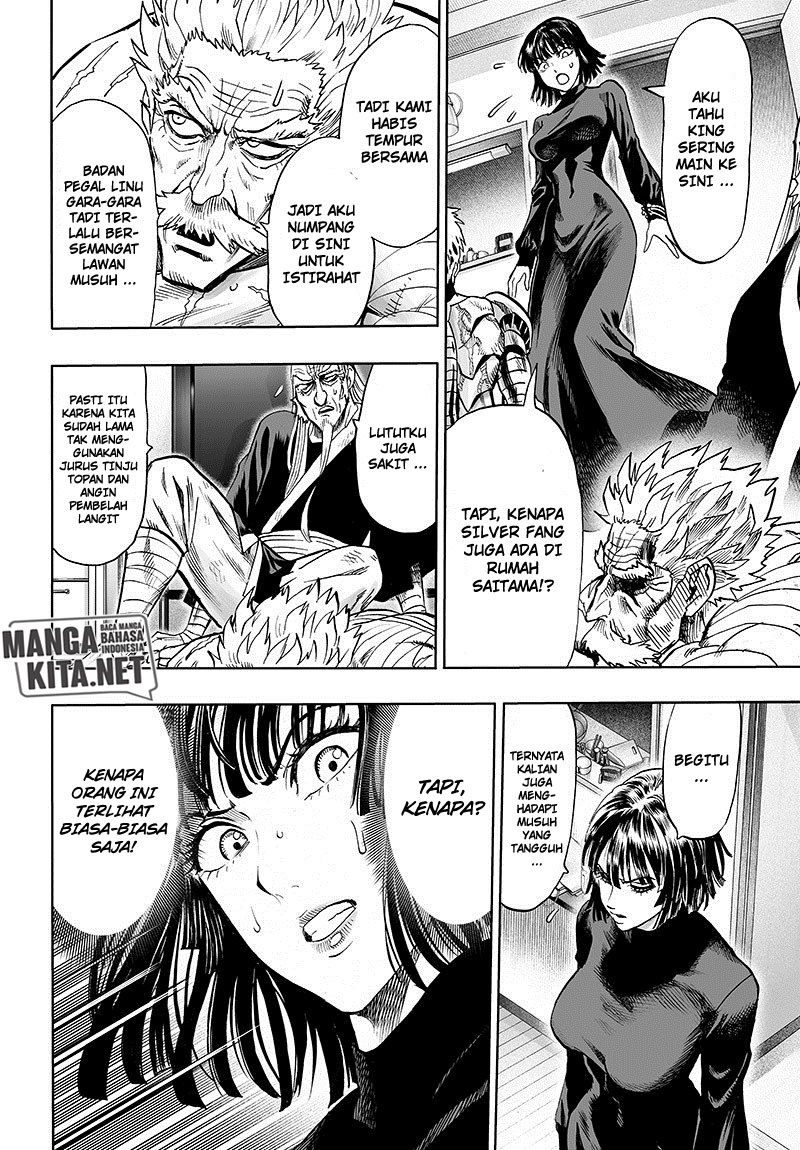 AKU
TAHU
KING
SERING
MAIN KE
SINI ...
TAPI, KENAPA
SILVER FANG
JUGA ADA DI
RUMAH
SAITAMA!?
TADI KAMI
HABIS
TEMPUR
BERSAMA
JADI AKU
NUMPANG
DI SINI
UNTUK
ISTIRAHAT
BADAN
PEGAL LINU
GARA-GARA
TADI TER-
LALU BER-
SEMANGAT
LAWAN
MUSUH ...
LUTUTKU
JUGA
SAKIT ...
PASTI ITU
KARENA KITA
SUDAH LAMA
TAK MENG-
GUNAKAN
JURUS TINJU
TOPAN DAN
ANGIN
PEMBELAH
LANGIT
BEGITU
...
TERNYATA
KALIAN
JUGA
MENG-
HADAPI
MUSUH
YANG
TANGGUH
...
TAPI,
KENAPA?
KENAPA
ORANG INI
TERLIHAT
BIASA-BIASA
SAJA!
MANGA
KITA.NET
BACA MANGA
BAHASA
INDONESIA